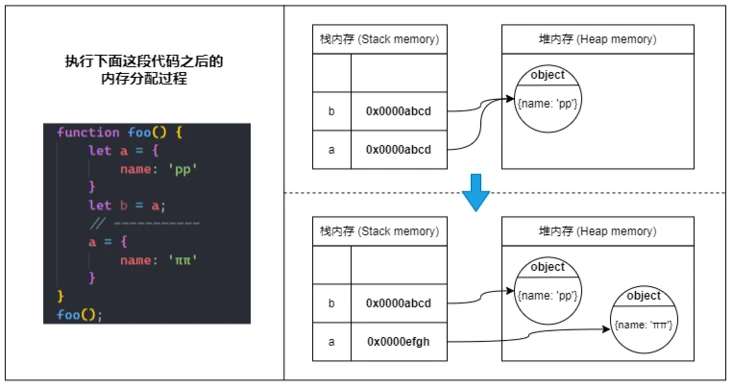 执行下面这段代码之后的
内存分配过程
function foo() {
let a = {
name: 'pp'
}
let b = a;
// -----------
a = {
name: 'ππ'
}
}
foo();
栈内存 (Stack memory)
b 0x0000abcd
a 0x0000abcd
堆内存 (Heap memory)
object
{name: 'pp'}
栈内存 (Stack memory)
b 0x0000abcd
a 0x0000efgh
堆内存 (Heap memory)
object
{name: 'pp'}
object
{name: 'ππ'}